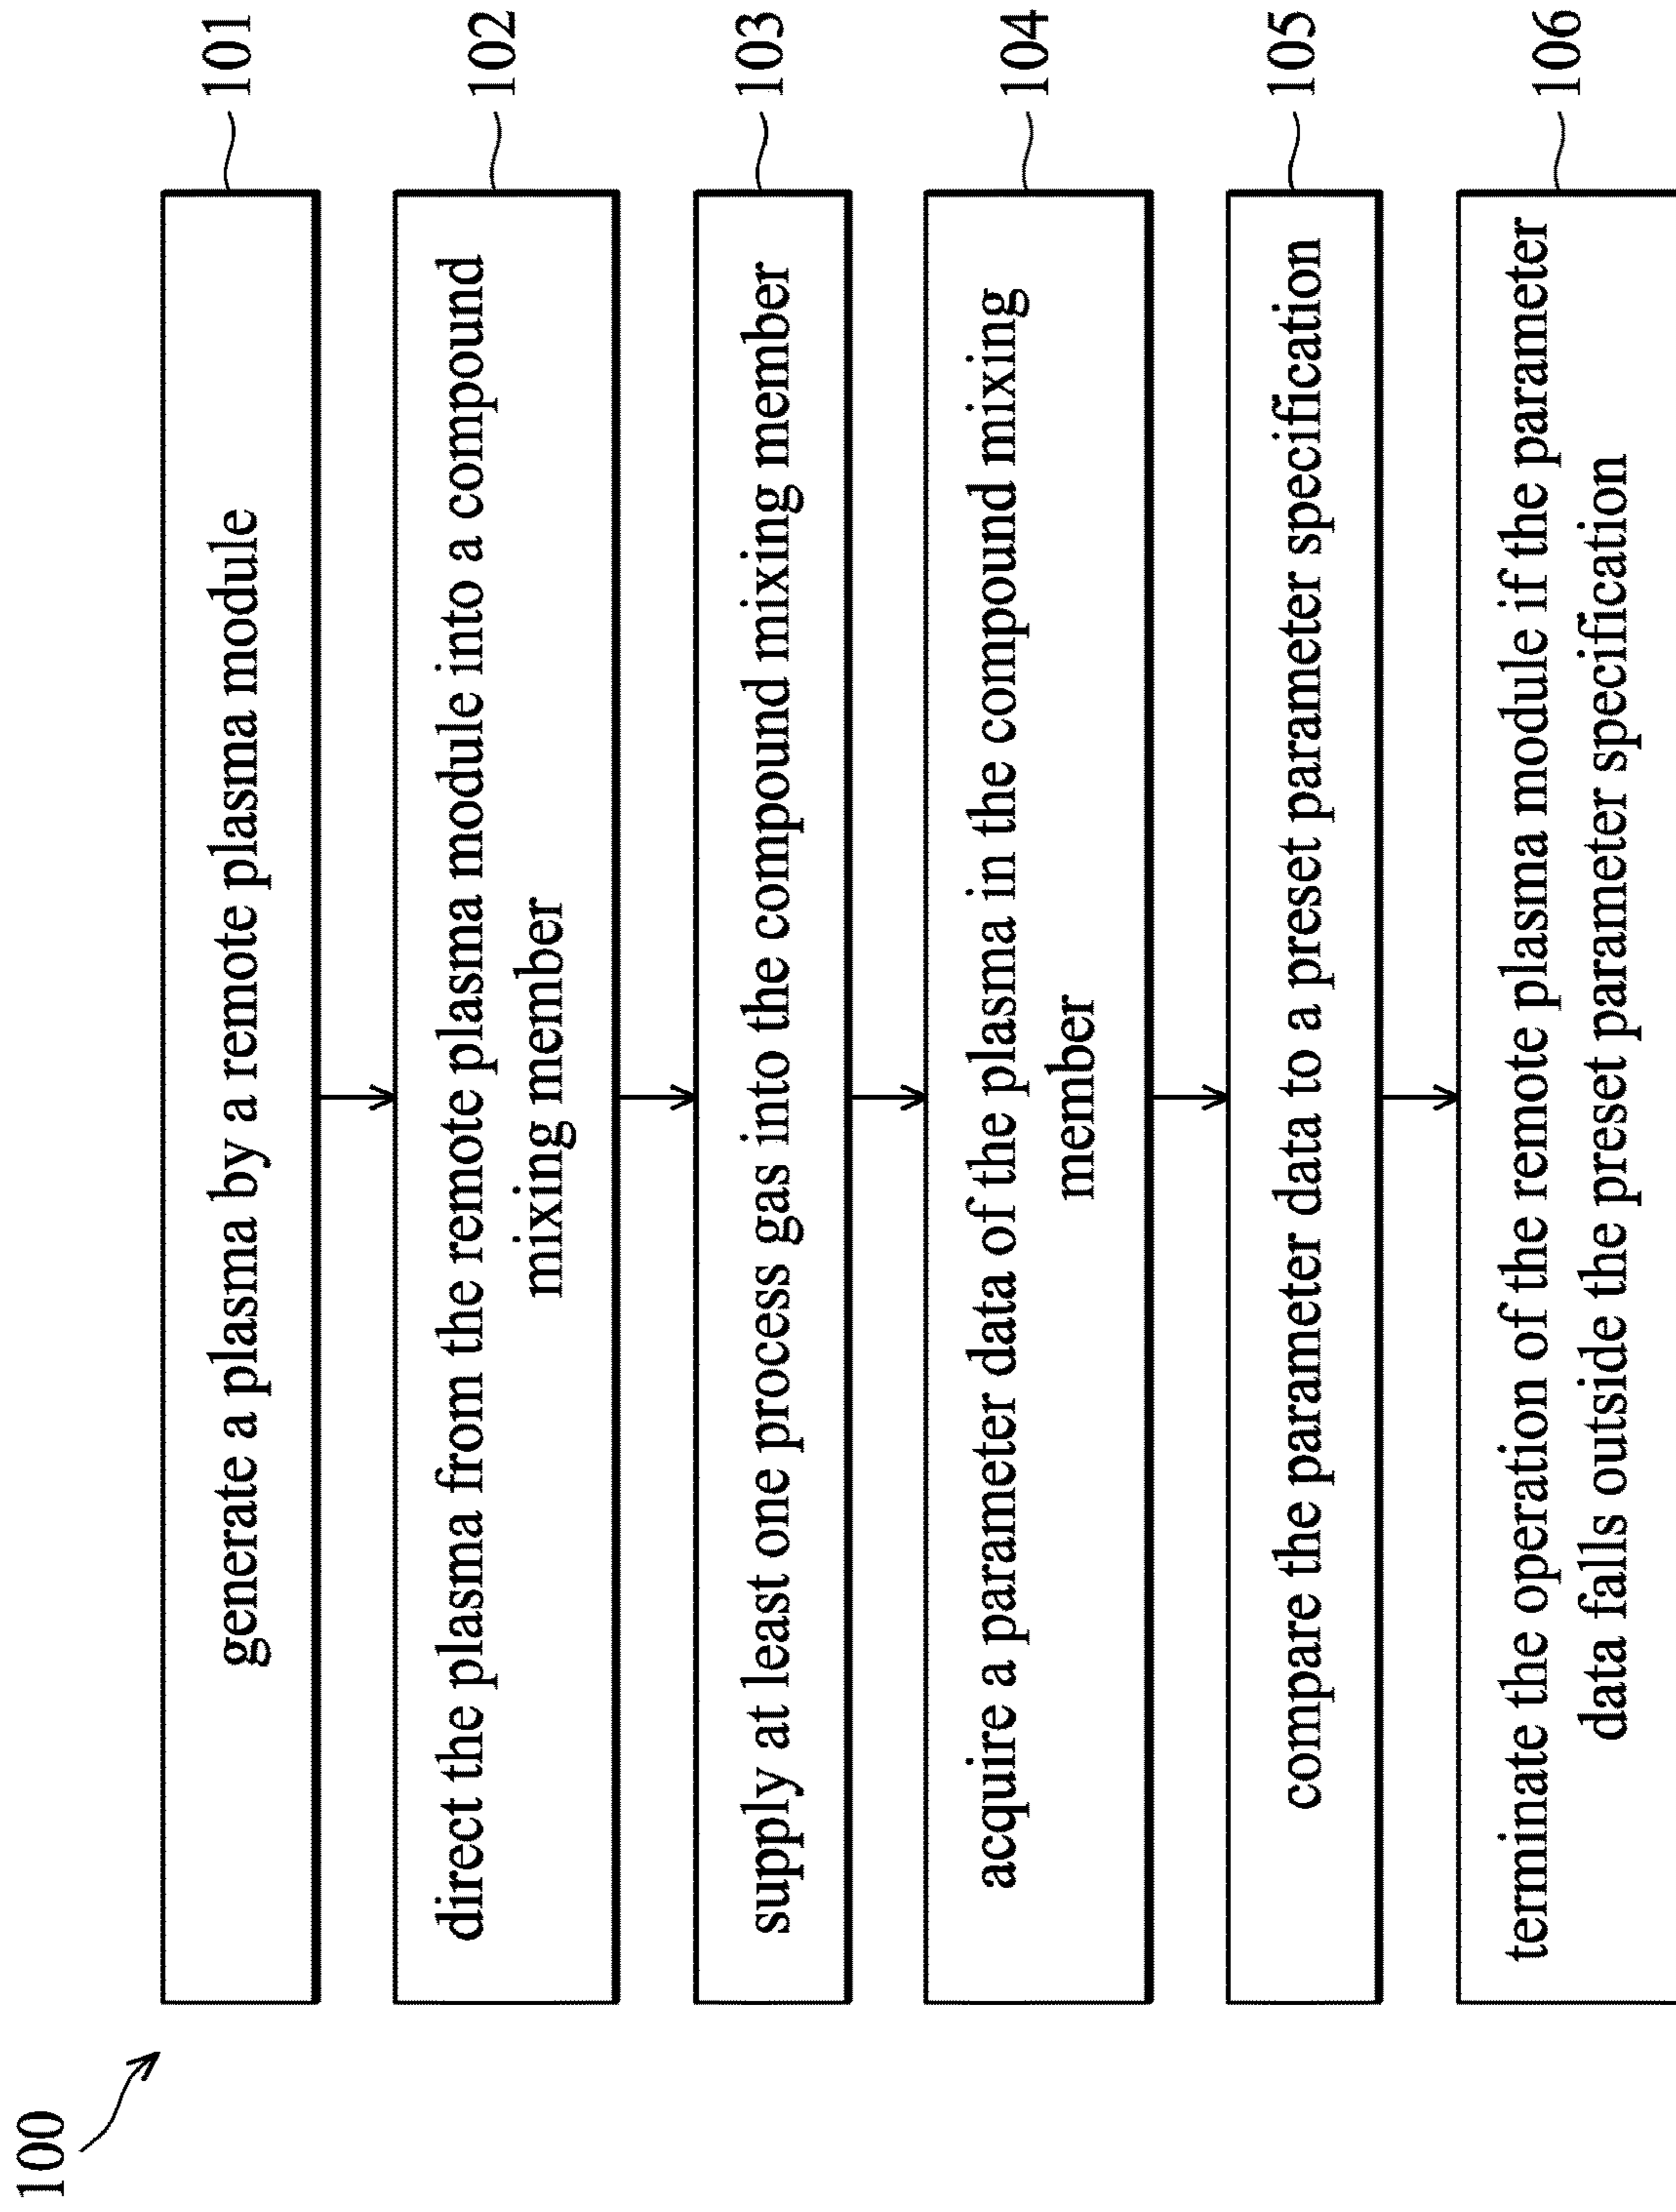 100
generate a plasma by a remote plasma module
101
direct the plasma from the remote plasma module into a compound
mixing member
102
supply at least one process gas into the compound mixing member
103
acquire a parameter data of the plasma in the compound mixing
member
104
compare the parameter data to a preset parameter specification
105
terminate the operation of the remote plasma module if the parameter
data falls outside the preset parameter specification
106